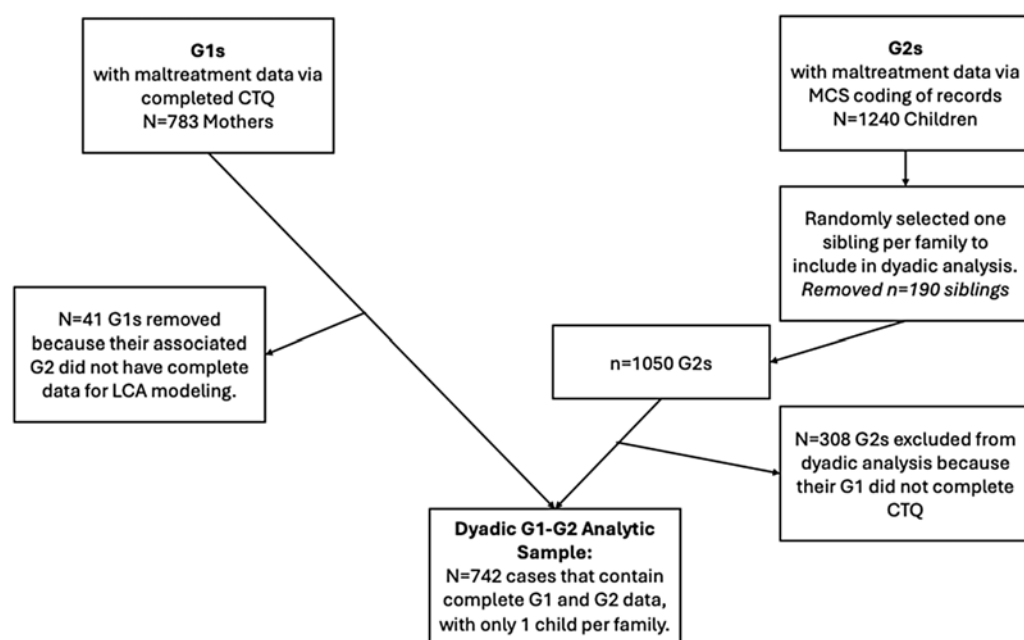 G1s
with maltreatment data via
completed CTQ
N=783 Mothers
G2s
with maltreatment data via
MCS coding of records
N=1240 Children
Randomly selected one
sibling per family to
include in dyadic analysis.
Removed n=190 siblings
N=41 G1s removed
because their associated
G2 did not have complete
data for LCA modeling.
n=1050 G2s
N=308 G2s excluded from
dyadic analysis because
their G1 did not complete
CTQ
Dyadic G1-G2 Analytic
Sample:
N=742 cases that contain
complete G1 and G2 data,
with only 1 child per family.